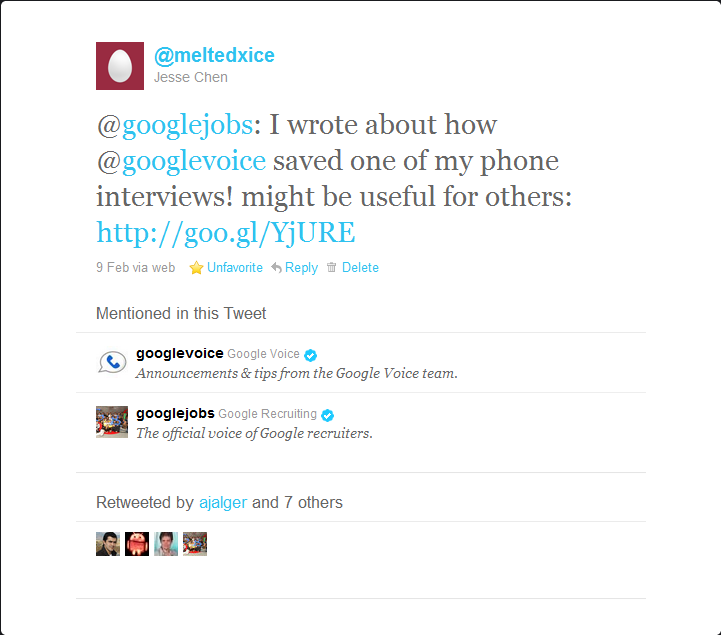 @meltedxice
Jesse Chen
@googlejobs: I wrote about how
@googlevoice saved one of my phone
interviews! might be useful for others:
http://goo.gl/YjURE
9 Feb via web Unfavorite Reply Delete
Mentioned in this Tweet
googlevoice Google Voice
Announcements & tips from the Google Voice team.
googlejobs Google Recruiting
The official voice of Google recruiters.
Retweeted by ajalger and 7 others